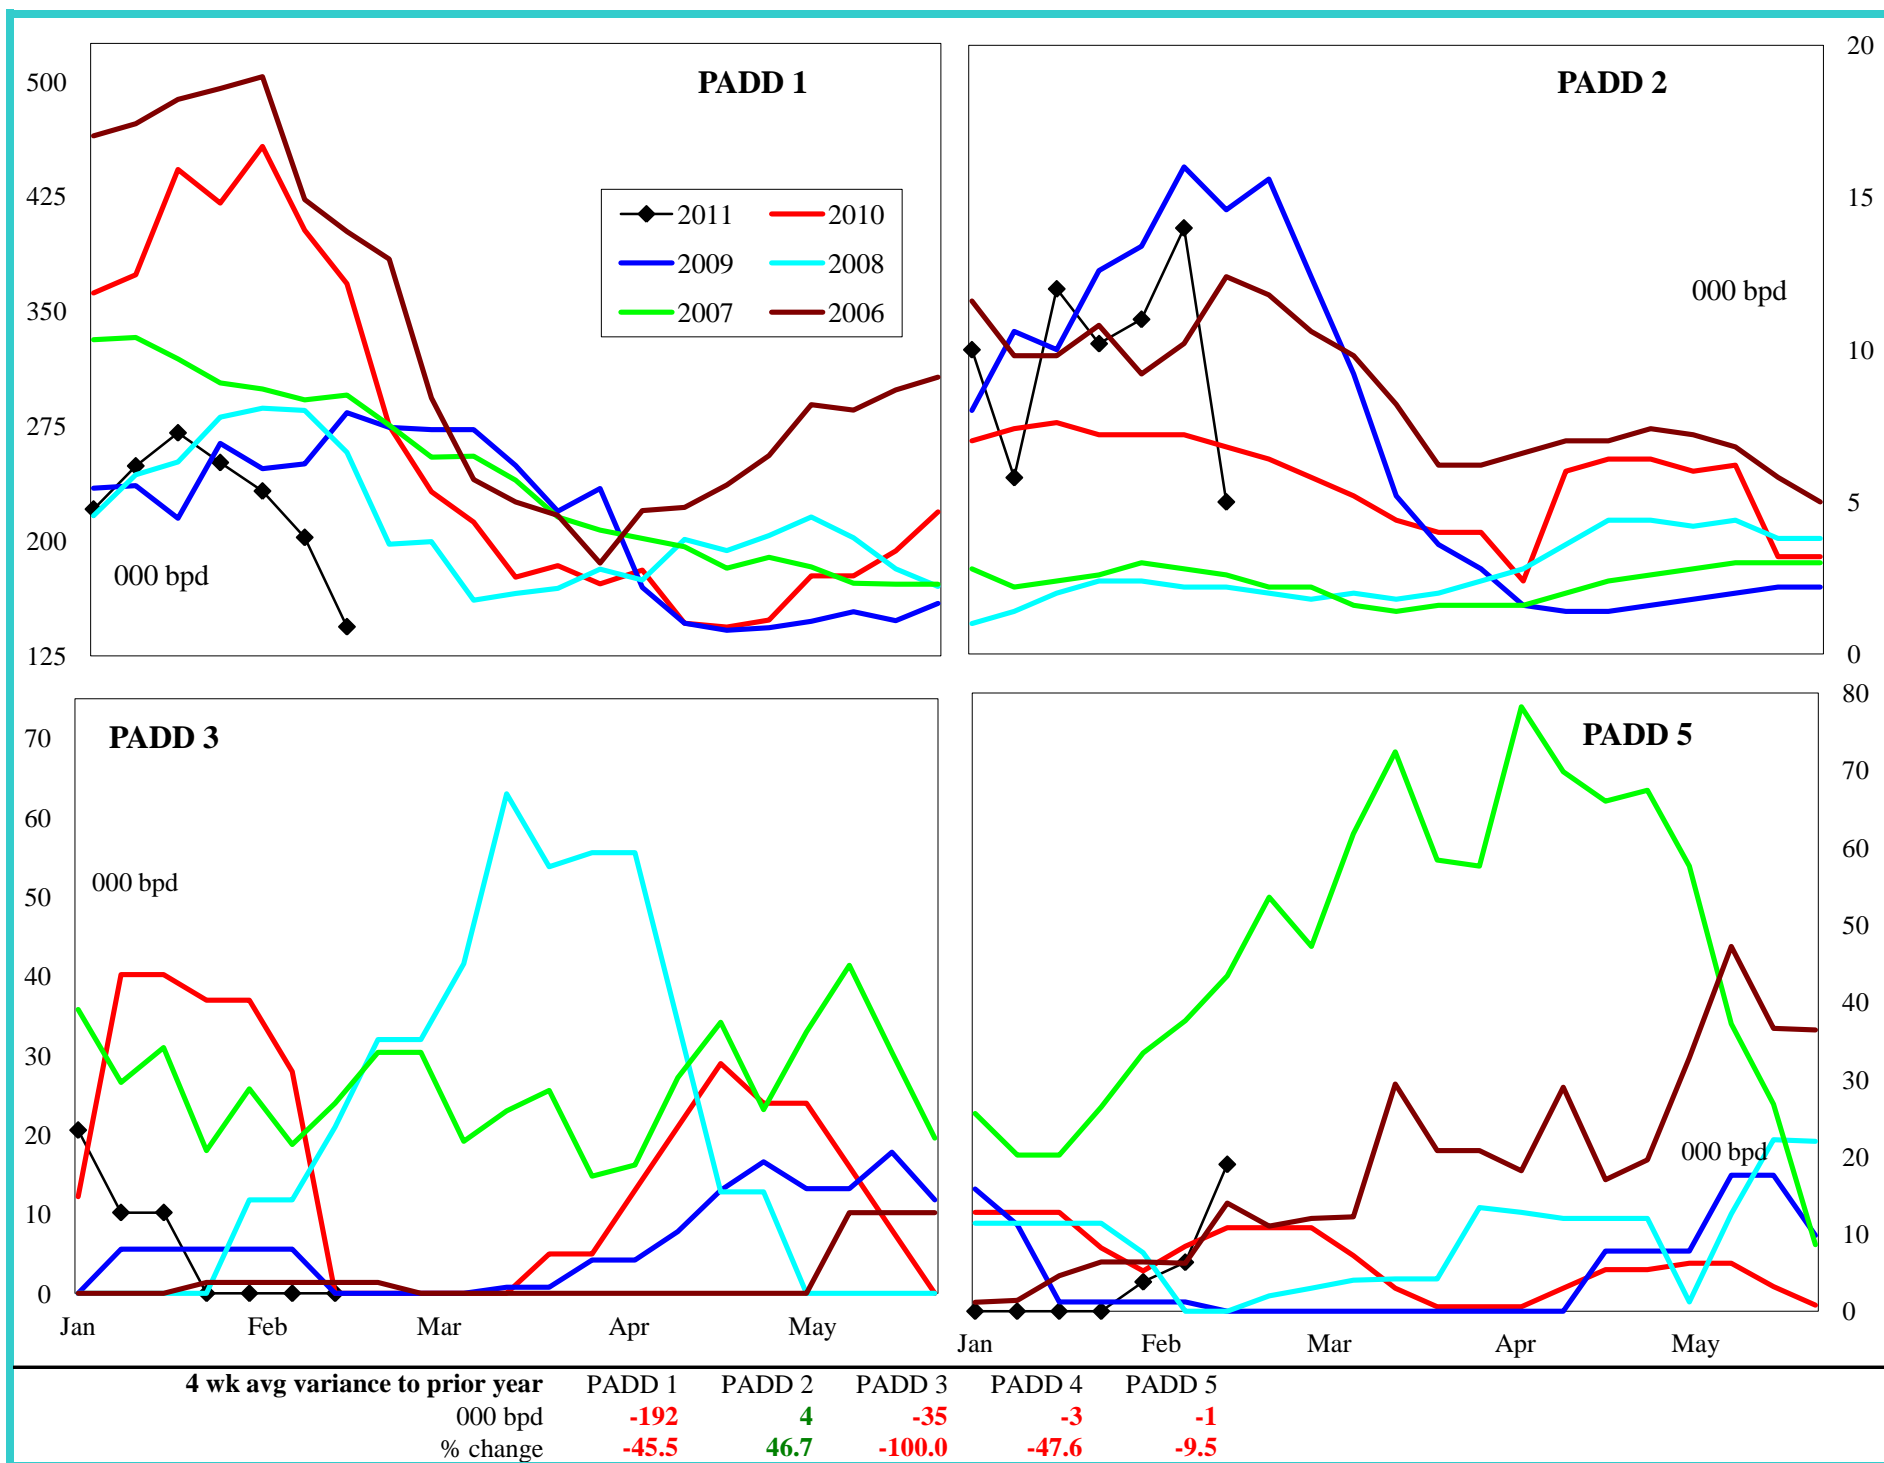 PADD 1
500
425
350
275
200
125
000 bpd
2011 2010
2009 2008
2007 2006
PADD 2
20
15
10
5
0
000 bpd
PADD 3
70
60
50
40
30
20
10
0
000 bpd
Jan Feb Mar Apr May
PADD 5
80
70
60
50
40
30
20
10
0
000 bpd
Jan Feb Mar Apr May
4 wk avg variance to prior year PADD 1 PADD 2 PADD 3 PADD 4 PADD 5
000 bpd -192 4 -35 -3 -1
% change -45.5 46.7 -100.0 -47.6 -9.5